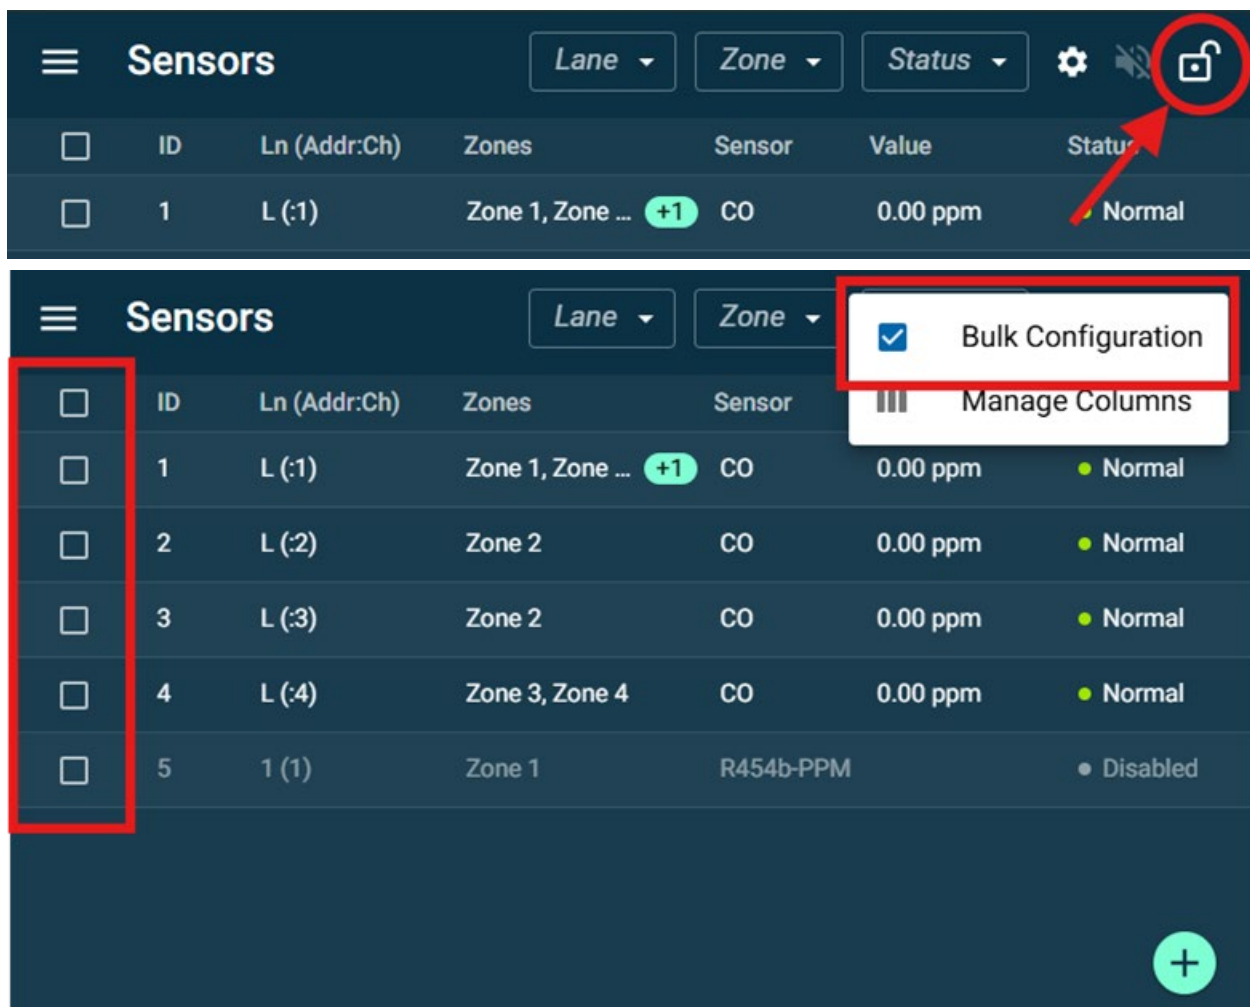 Sensors Lane Zone Status
ID Ln (Addr:Ch) Zones Sensor Value Status
1 L (:1) Zone 1, Zone ... +1 CO 0.00 ppm Normal
Sensors Lane Zone
Bulk Configuration
ID Ln (Addr:Ch) Zones Sensor Manage Columns
1 L (:1) Zone 1, Zone ... +1 CO 0.00 ppm Normal
2 L (:2) Zone 2 CO 0.00 ppm Normal
3 L (:3) Zone 2 CO 0.00 ppm Normal
4 L (:4) Zone 3, Zone 4 CO 0.00 ppm Normal
5 1 (1) Zone 1 R454b-PPM Disabled